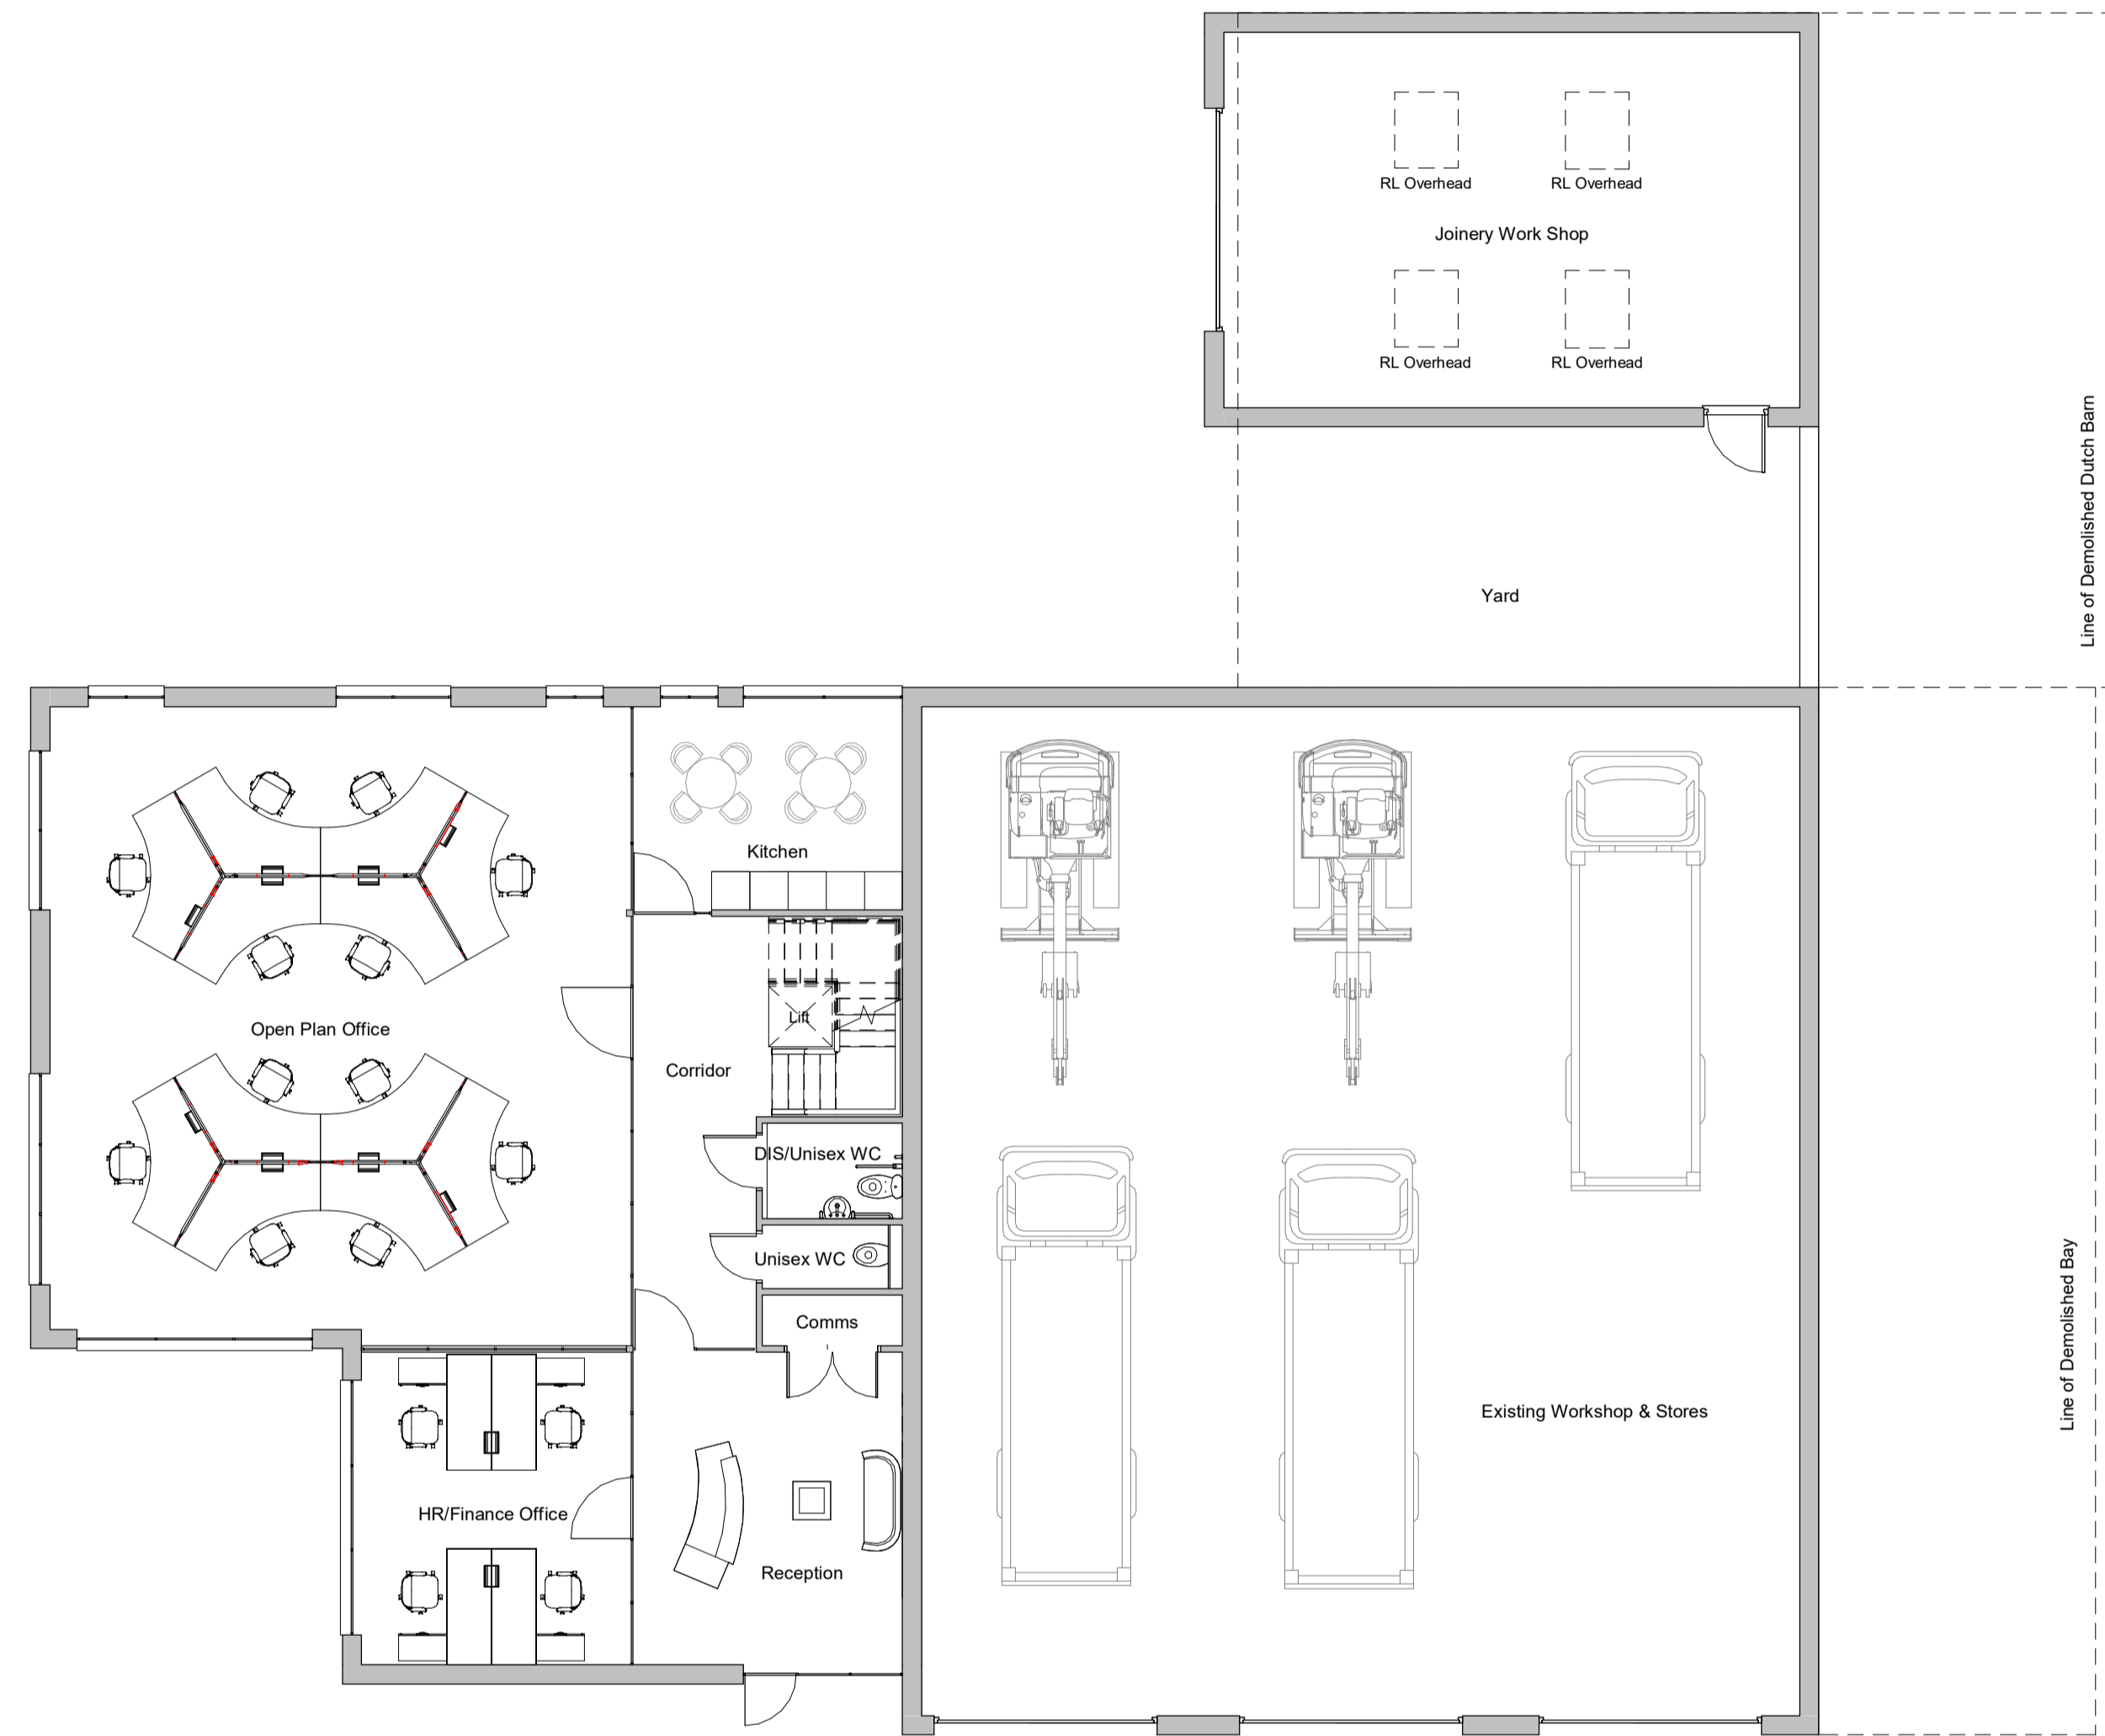 RL Overhead
RL Overhead
Joinery Work Shop
RL Overhead
RL Overhead
Line of Demolished Dutch Barn
Yard
Kitchen
Lift
Open Plan Office
Corridor
DIS/Unisex WC
Unisex WC
Comms
Line of Demolished Bay
Existing Workshop & Stores
HR/Finance Office
Reception